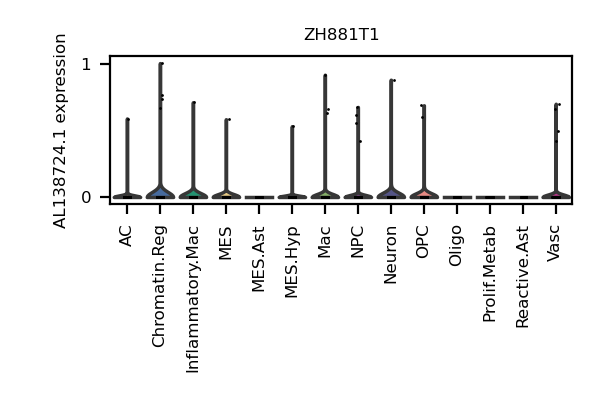 ZH881T1
AL138724.1 expression
1
0
AC
Chromatin.Reg
Inflammatory.Mac
MES
MES.Ast
MES.Hyp
Mac
NPC
Neuron
OPC
Oligo
Prolif.Metab
Reactive.Ast
Vasc